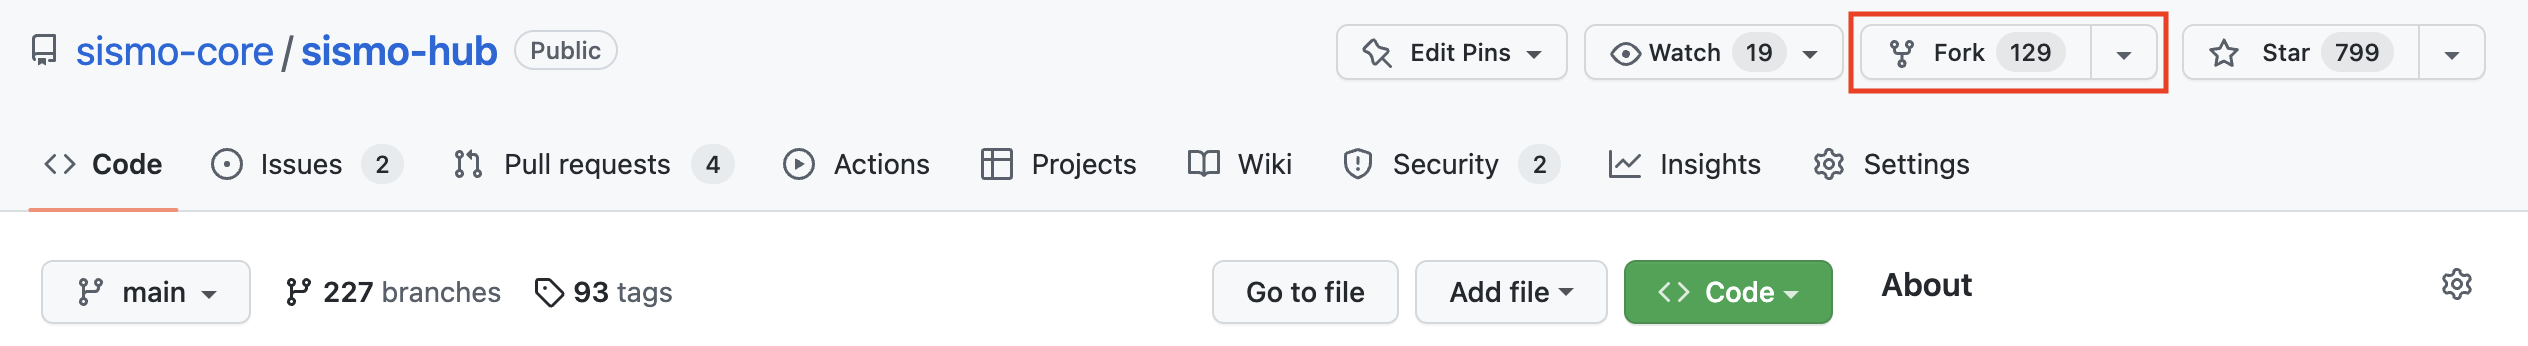 sismo-core / sismo-hub Public Edit Pins Watch 19 Fork 129 Star 799
Code Issues 2 Pull requests 4 Actions Projects Wiki Security 2 Insights Settings
main 227 branches 93 tags Go to file Add file Code About